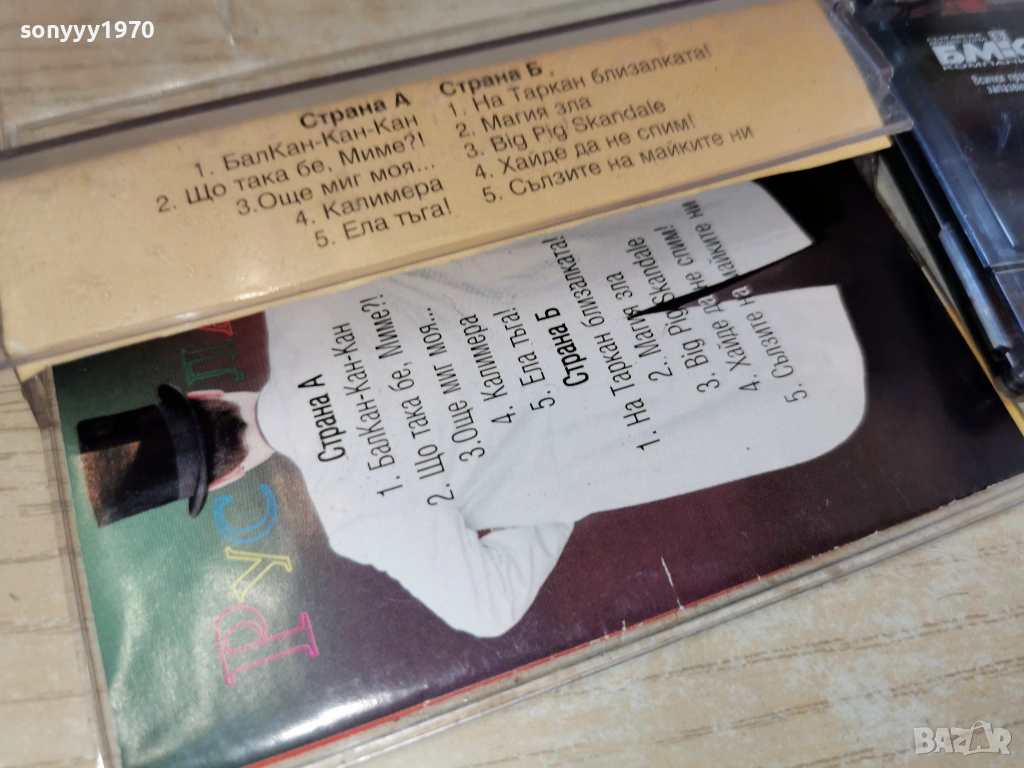 sonyyy1970
Страна А
1. БалКан-Кан-Кан
2. Що така бе, Миме?!
3.Още миг моя...
4. Калимера
5. Ела тъга!
Страна Б
1. На Таркан близалката!
2. Магия зла
3. Big Pig Skandale
4. Хайде да не спим!
5. Сълзите на майките ни
Страна А
1. БалКан-Кан-Кан
2. Що така бе, Миме?!
3.Още миг моя...
4. Калимера
5. Ела тъга!
Страна Б
1. На Таркан близалката!
2. Магия зла
3. Big Pig Skandale
4. Хайде да не спим!
5. Сълзите на майките ни
РУС
BAZAR